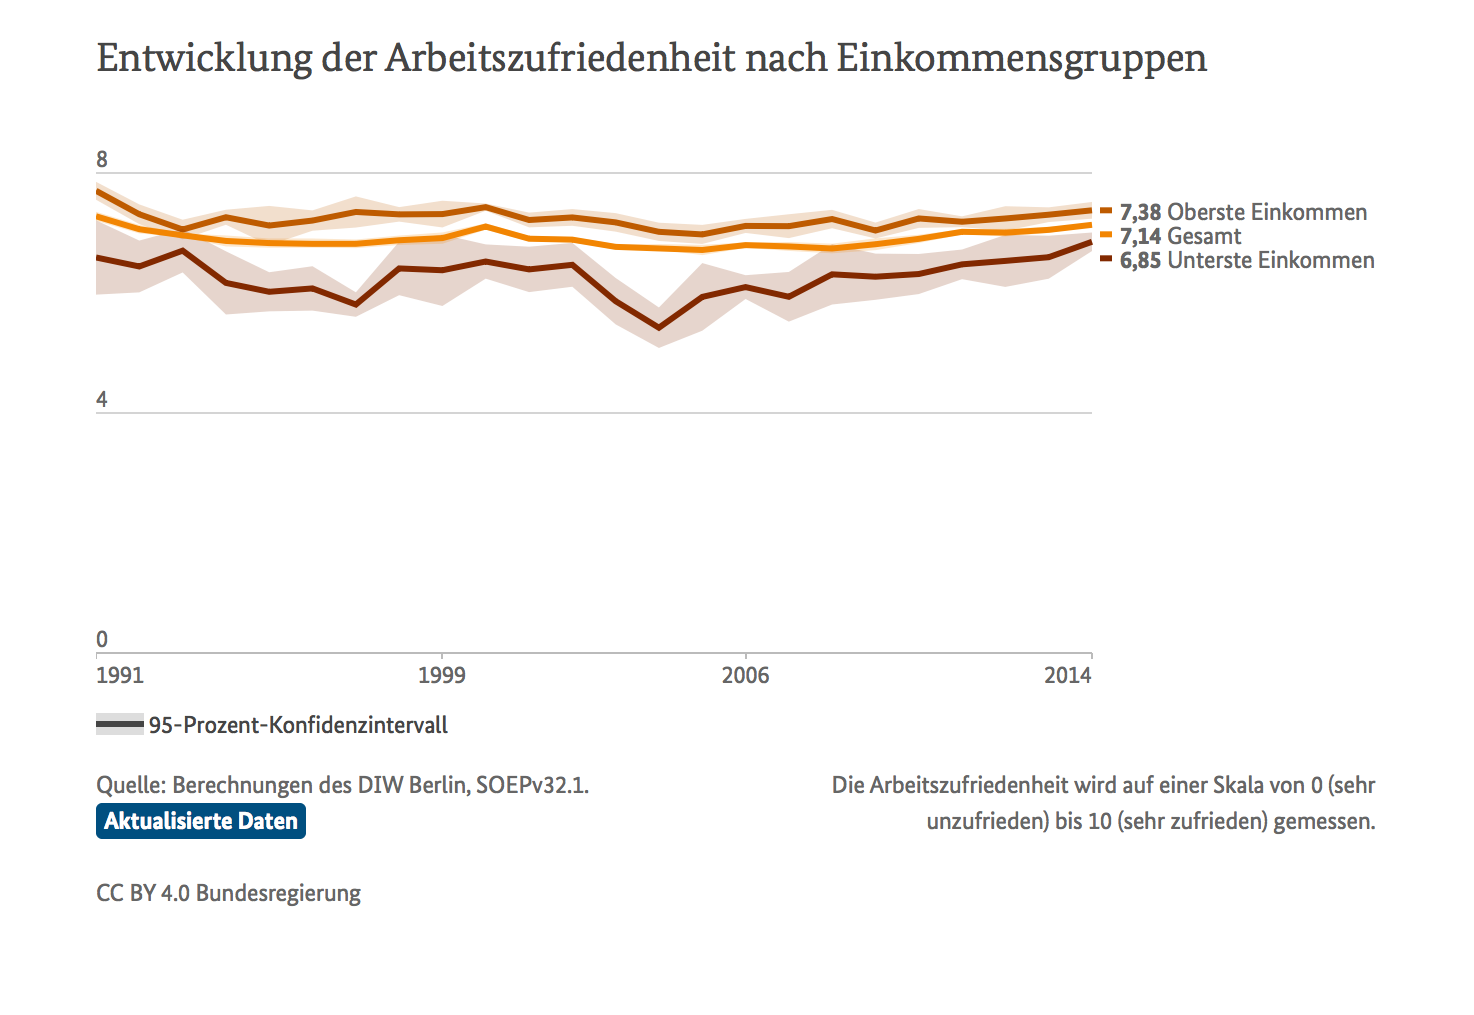 Entwicklung der Arbeitszufriedenheit nach Einkommensgruppen
8
7,38 Oberste Einkommen
7,14 Gesamt
6,85 Unterste Einkommen
4
0
1991 1999 2006 2014
95-Prozent-Konfidenzintervall
Quelle: Berechnungen des DIW Berlin, SOEPv32.1.
Aktualisierte Daten
Die Arbeitszufriedenheit wird auf einer Skala von 0 (sehr
unzufrieden) bis 10 (sehr zufrieden) gemessen.
CC BY 4.0 Bundesregierung